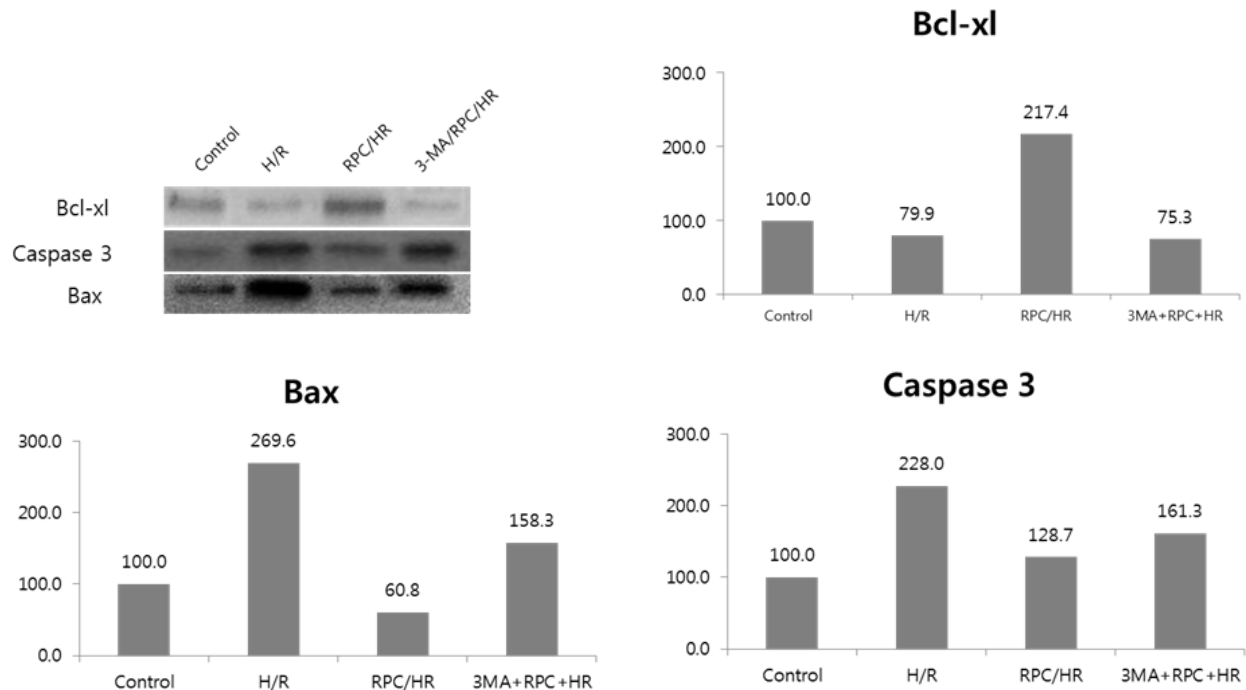 Control H/R RPC/HR 3-MA/RPC/HR
Bcl-xl
Caspase 3
Bax
Bcl-xl
300.0
200.0
100.0
0.0
100.0
79.9
217.4
75.3
Control H/R RPC/HR 3MA+RPC+HR
Bax
300.0
200.0
100.0
0.0
100.0
269.6
60.8
158.3
Control H/R RPC/HR 3MA+RPC+HR
Caspase 3
300.0
200.0
100.0
0.0
100.0
228.0
128.7
161.3
Control H/R RPC/HR 3MA+RPC+HR